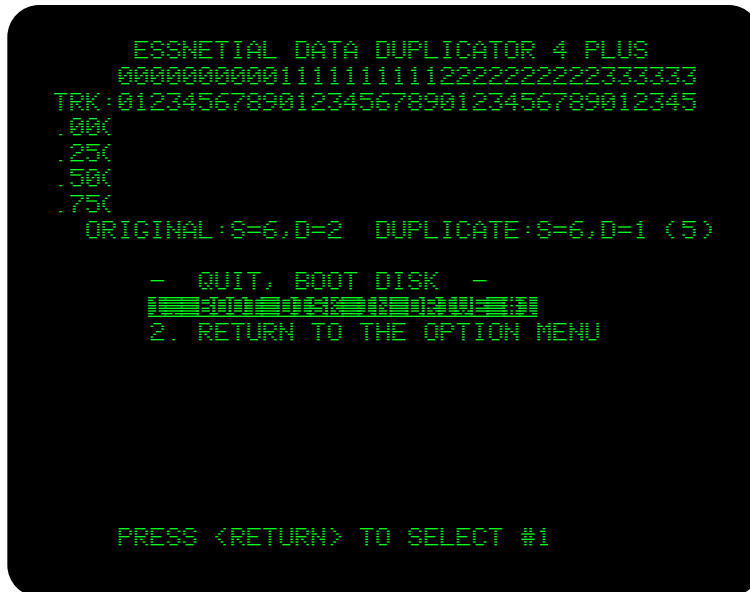 ESSNETIAL DATA DUPLICATOR 4 PLUS
000000000011111111112222222222333333
TRK:012345678901234567890123456789012345
.00(
.25(
.50(
.75(
ORIGINAL:S=6,D=2 DUPLICATE:S=6,D=1 (5)
- QUIT, BOOT DISK -
1. BOOT DISK IN DRIVE #1
2. RETURN TO THE OPTION MENU
PRESS <RETURN> TO SELECT #1